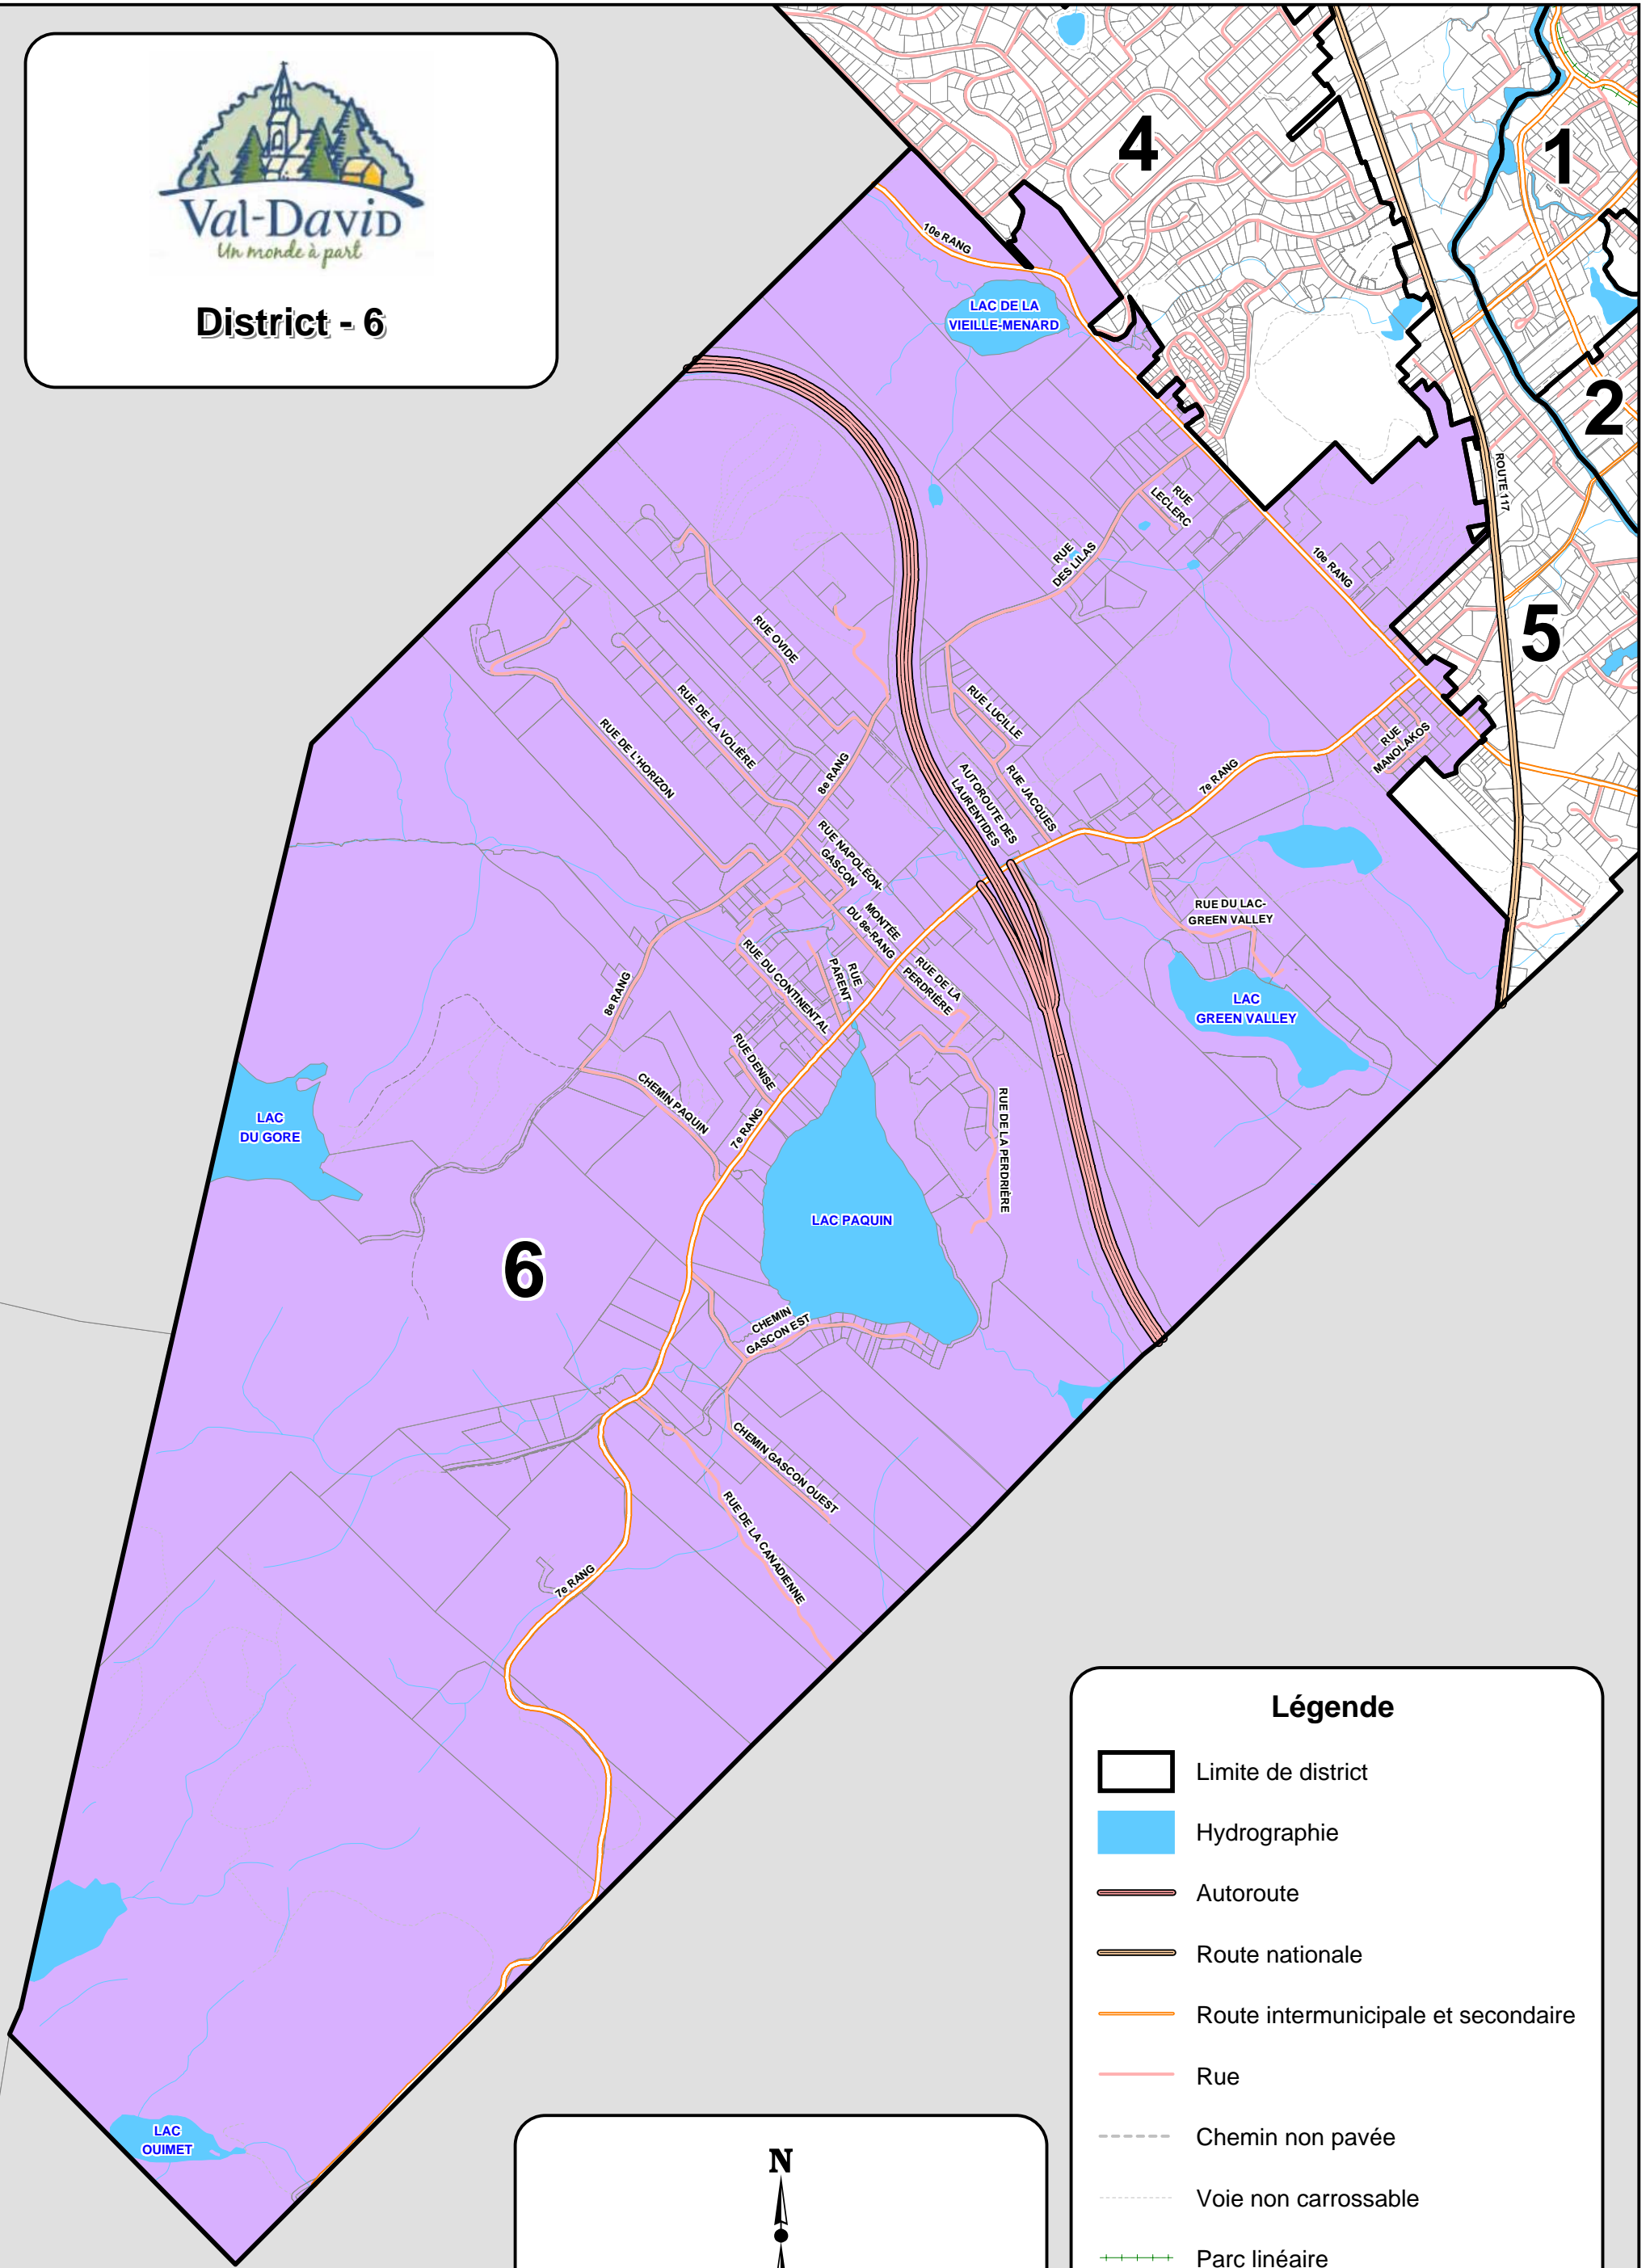 Val-David
Un monde à part
District - 6
4
1
2
5
6
10e RANG
LAC DE LA
VIEILLE-MENARD
ROUTE 117
RUE
LECLERC
RUE
DES LILAS
10e RANG
RUE OVIDE
RUE DE LA VOLIÈRE
RUE DE L'HORIZON
8e RANG
RUE LUCILLE
RUE JACQUES
AUTOROUTE DES
LAURENTIDES
7e RANG
RUE
MANOLAKOS
RUE NAPOLÉON-
GASCON
MONTÉE
DU 8e-RANG
RUE DU LAC-
GREEN VALLEY
LAC
GREEN VALLEY
RUE DU CONTINENTAL
RUE
PARENT
RUE DE LA
PERDRIÈRE
8e RANG
RUE DENISE
CHEMIN PAQUIN
7e RANG
RUE DE LA PERDRIÈRE
LAC
DU GORE
LAC PAQUIN
CHEMIN
GASCON EST
CHEMIN GASCON OUEST
RUE DE LA CANADIENNE
7e RANG
LAC
OUIMET
N
Légende
Limite de district
Hydrographie
Autoroute
Route nationale
Route intermunicipale et secondaire
Rue
Chemin non pavée
Voie non carrossable
Parc linéaire